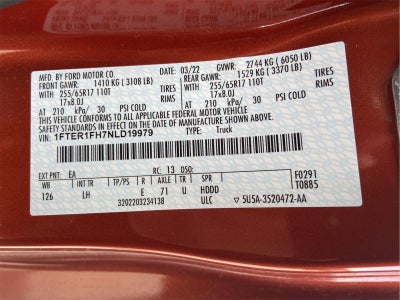 MFD. BY FORD MOTOR CO.
03/22 GVWR: 2744 KG ( 6050 LB)
FRONT GAWR: 1410 KG ( 3108 LB) REAR GAWR: 1529 KG ( 3370 LB)
WITH 255/65R17 110T TIRES WITH 255/65R17 110T TIRES
17x8.0J RIMS 17x8.0J RIMS
AT 210 kPa/ 30 PSI COLD AT 210 kPa/ 30 PSI COLD
THIS VEHICLE CONFORMS TO ALL APPLICABLE FEDERAL MOTOR VEHICLE
SAFETY AND THEFT PREVENTION STANDARDS IN EFFECT ON THE DATE OF MANUFACTURE
SHOWN ABOVE.
VIN: 1FTER1FH7NLD19979 TYPE: Truck
EXT PNT: EA RC: 13 DSO: F0291
WB INT TR TP/PS R AXLE TR SPR T0885
126 LH E 71 U HDDD
3202203234138 ULC 5U5A-3520472-AA